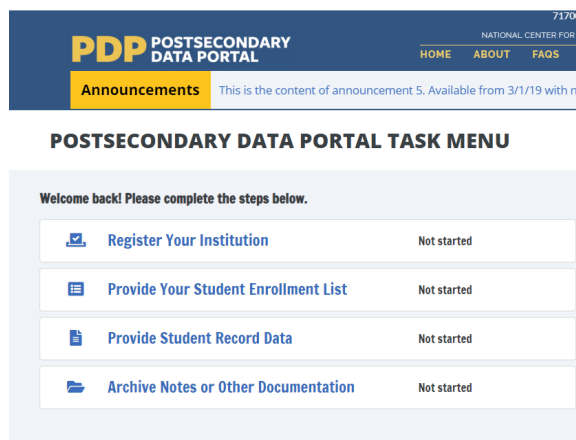 7170
NATIONAL CENTER FOR
PDP POSTSECONDARY
DATA PORTAL
HOME ABOUT FAQS
Announcements This is the content of announcement 5. Available from 3/1/19 with n
POSTSECONDARY DATA PORTAL TASK MENU
Welcome back! Please complete the steps below.
Register Your Institution Not started
Provide Your Student Enrollment List Not started
Provide Student Record Data Not started
Archive Notes or Other Documentation Not started